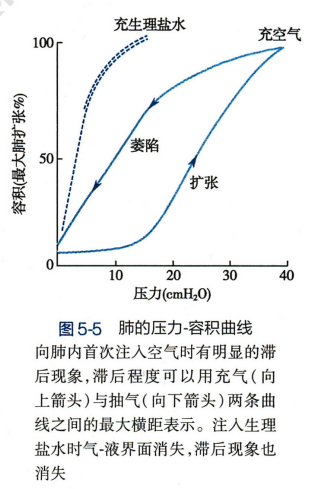 充生理盐水
充空气
100
50
容积(最大肺扩张%)
萎陷
扩张
10 20 30 40
压力(cmH₂O)
图5-5 肺的压力-容积曲线
向肺内首次注入空气时有明显的滞
后现象,滞后程度可以用充气(向
上箭头)与抽气(向下箭头)两条曲
线之间的最大横距表示。注入生理
盐水时气-液界面消失,滞后现象也
消失